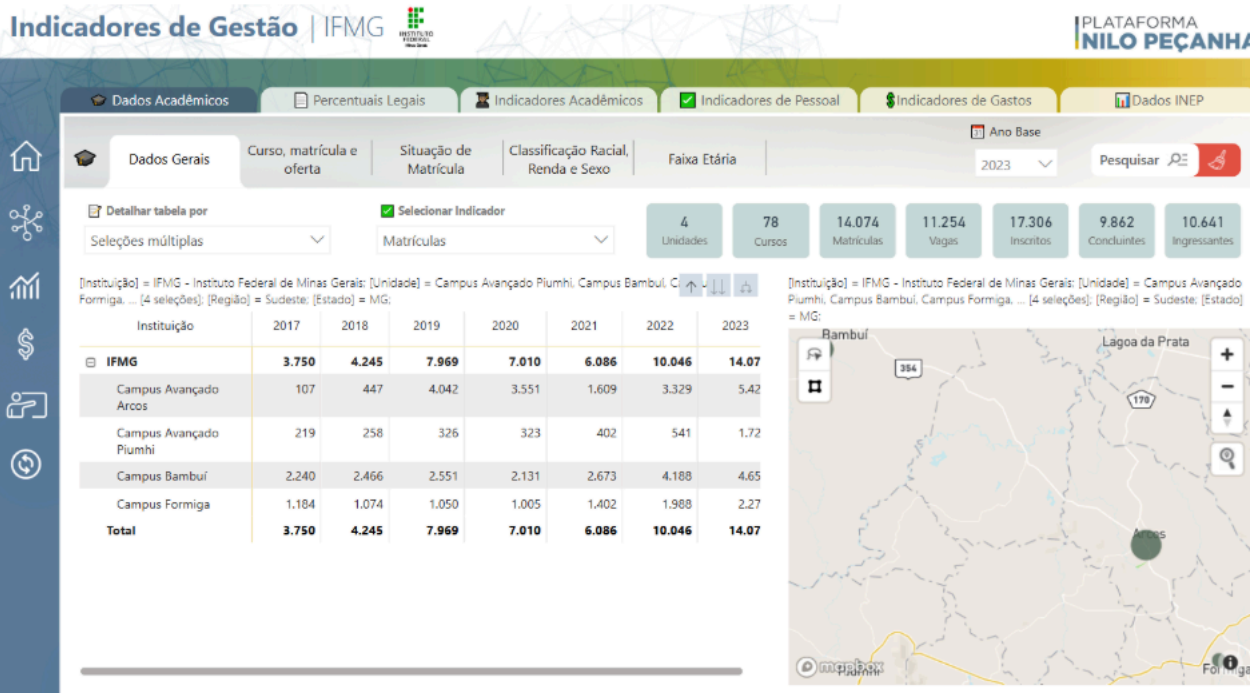 Indicadores de Gestão | IFMG
INSTITUTO
FEDERAL
Minas Gerais
PLATAFORMA
NILO PEÇANHA
Dados Acadêmicos
Percentuais Legais
Indicadores Acadêmicos
Indicadores de Pessoal
Indicadores de Gastos
Dados INEP
Dados Gerais
Curso, matrícula e
oferta
Situação de
Matrícula
Classificação Racial,
Renda e Sexo
Faixa Etária
Ano Base
2023
Pesquisar
Detalhar tabela por
Seleções múltiplas
Selecionar Indicador
Matrículas
4
Unidades
78
Cursos
14.074
Matrículas
11.254
Vagas
17.306
Inscritos
9.862
Concluintes
10.641
Ingressantes
[Instituição] = IFMG - Instituto Federal de Minas Gerais; [Unidade] = Campus Avançado Piumhi, Campus Bambuí, C
Formiga, ... [4 seleções]; [Região] = Sudeste; [Estado] = MG;
Instituição 2017 2018 2019 2020 2021 2022 2023
IFMG 3.750 4.245 7.969 7.010 6.086 10.046 14.07
Campus Avançado 107 447 4.042 3.551 1.609 3.329 5.42
Arcos
Campus Avançado 219 258 326 323 402 541 1.72
Piumhi
Campus Bambuí 2.240 2.466 2.551 2.131 2.673 4.188 4.65
Campus Formiga 1.184 1.074 1.050 1.005 1.402 1.988 2.27
Total 3.750 4.245 7.969 7.010 6.086 10.046 14.07
[Instituição] = IFMG - Instituto Federal de Minas Gerais; [Unidade] = Campus Avançado
Piumhi, Campus Bambuí, Campus Formiga, ... [4 seleções]; [Região] = Sudeste; [Estado]
= MG;
Bambuí
Lagoa da Prata
354
170
Arcos
mapbox
Piumhi
Formiga